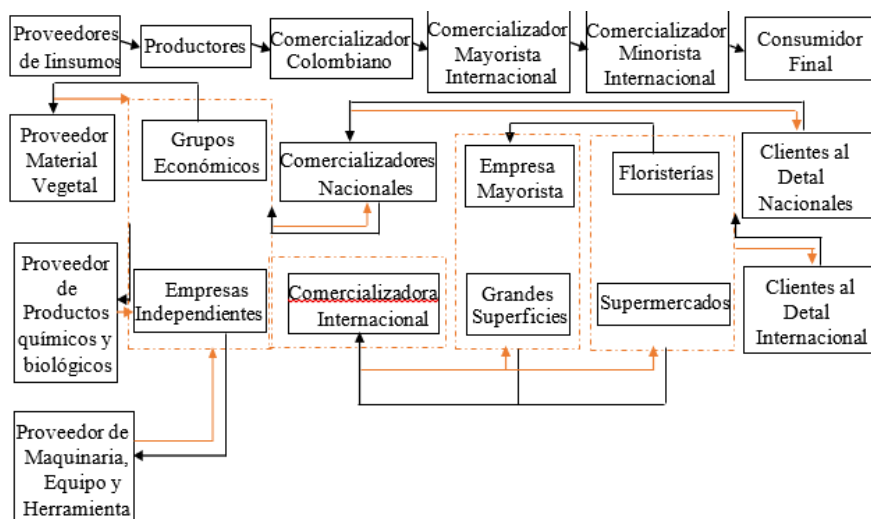 Proveedores
de Iinsumos
Productores
Comercializador
Colombiano
Comercializador
Mayorista
Internacional
Comercializador
Minorista
Internacional
Consumidor
Final
Proveedor
Material
Vegetal
Grupos
Económicos
Comercializadores
Nacionales
Empresa
Mayorista
Floristerías
Clientes al
Detal
Nacionales
Proveedor
de
Productos
químicos y
biológicos
Empresas
Independientes
Comercializadora
Internacional
Grandes
Superficies
Supermercados
Clientes al
Detal
Internacional
Proveedor de
Maquinaria,
Equipo y
Herramienta